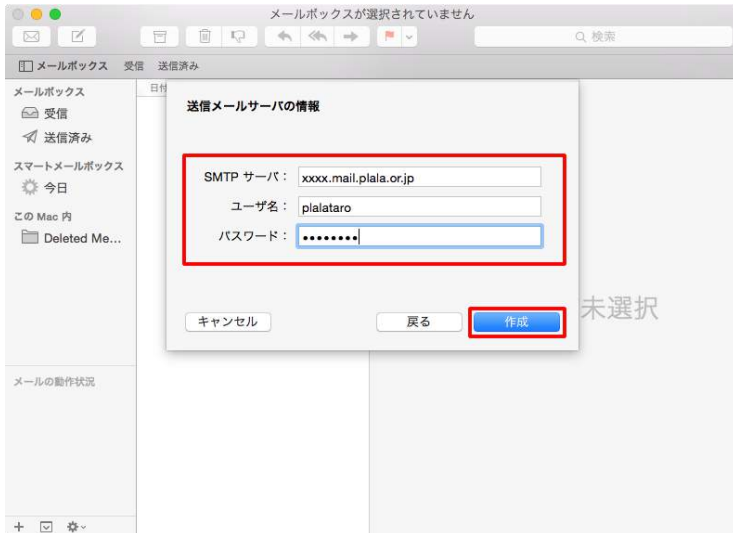 メールボックスが選択されていません
検索
メールボックス 受信 送信済み
メールボックス
受信
送信済み
スマートメールボックス
今日
この Mac 内
Deleted Me...
メールの動作状況
日付
送信メールサーバの情報
SMTP サーバ： xxxx.mail.plala.or.jp
ユーザ名： plalataro
パスワード： ••••••••
キャンセル 戻る 作成
未選択